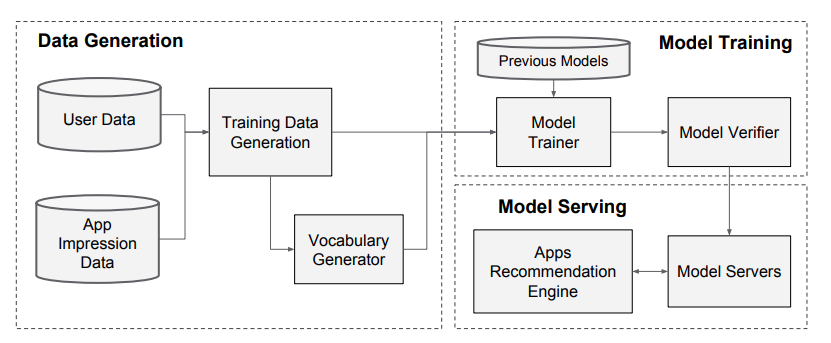 Data Generation
User Data
App
Impression
Data
Training Data
Generation
Vocabulary
Generator
Model Training
Previous Models
Model
Trainer
Model Verifier
Model Serving
Apps
Recommendation
Engine
Model Servers